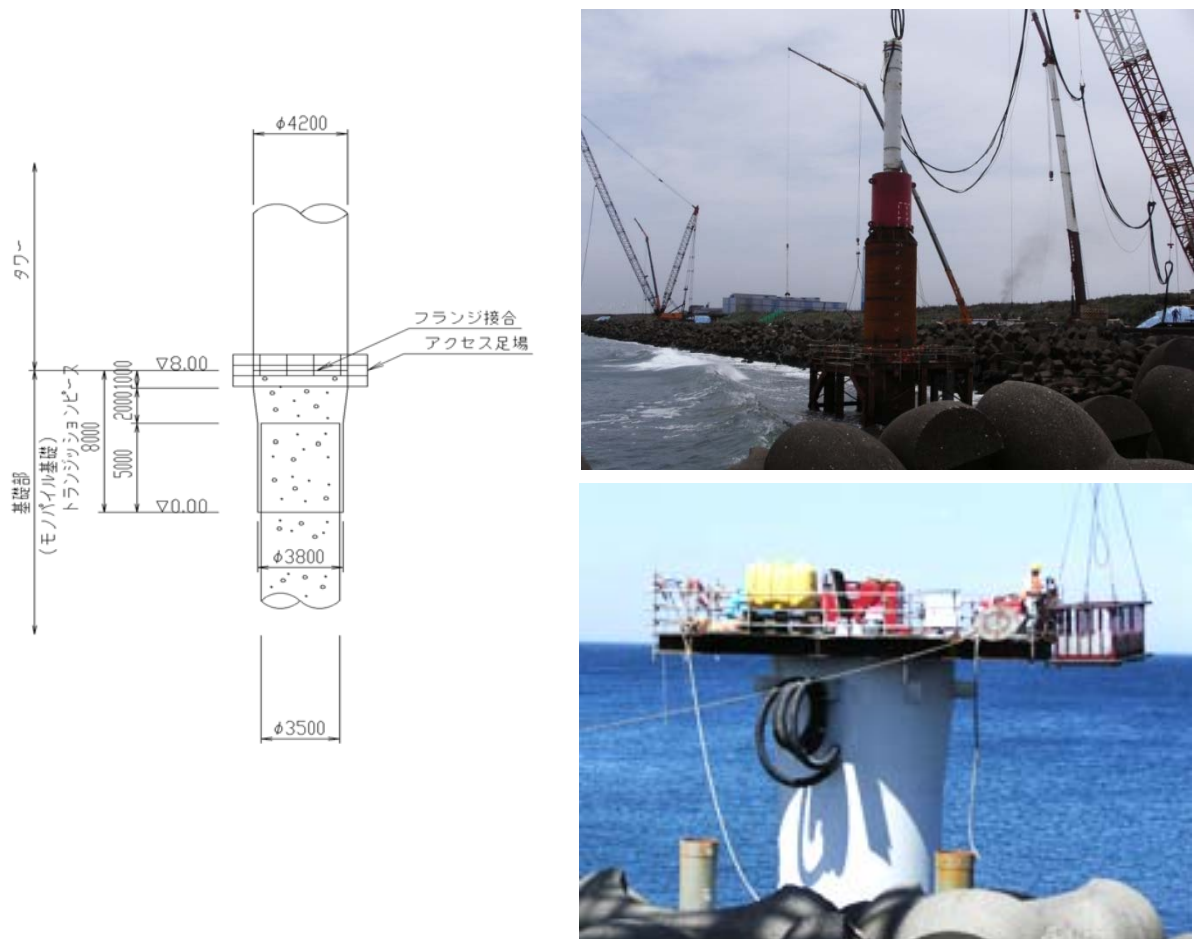 φ4200
タワー
フランジ接合
アクセス足場
▽8.00
1000
2000
5000
8000
▽0.00
トランジッションピース
基礎部
(モノパイル基礎)
φ3800
φ3500